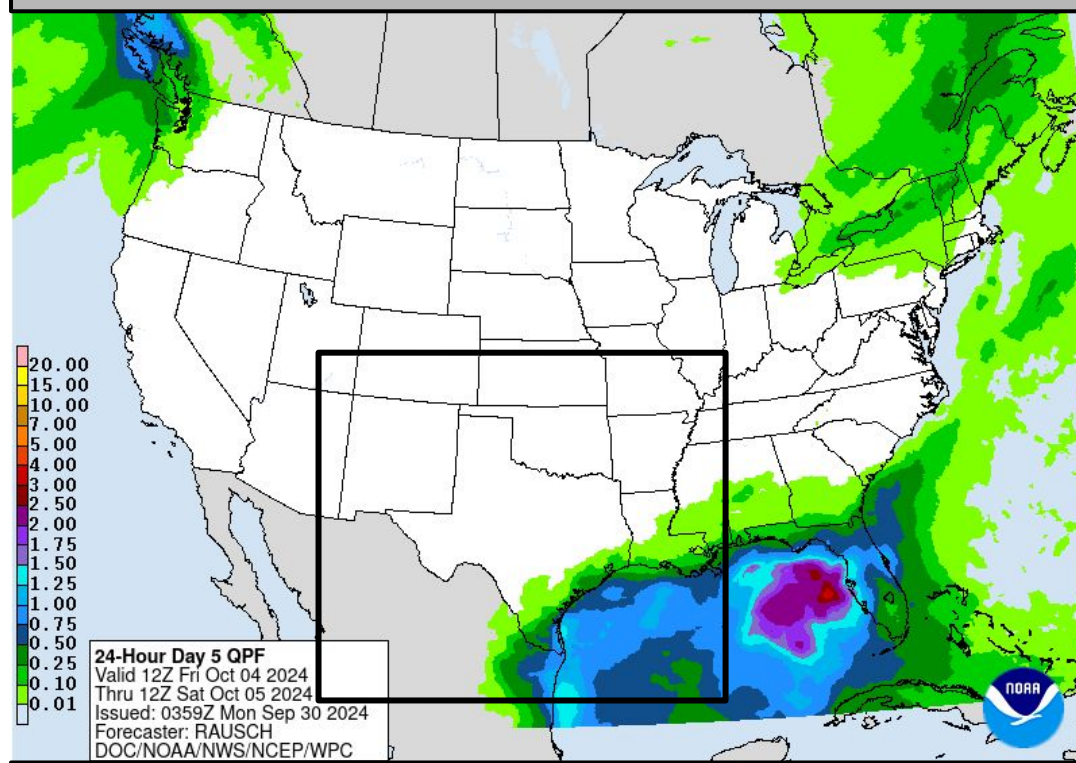 20.00
15.00
10.00
7.00
5.00
4.00
3.00
2.50
2.00
1.75
1.50
1.25
1.00
0.75
0.50
0.25
0.10
0.01
24-Hour Day 5 QPF
Valid 12Z Fri Oct 04 2024
Thru 12Z Sat Oct 05 2024
Issued: 0359Z Mon Sep 30 2024
Forecaster: RAUSCH
DOC/NOAA/NWS/NCEP/WPC
NOAA